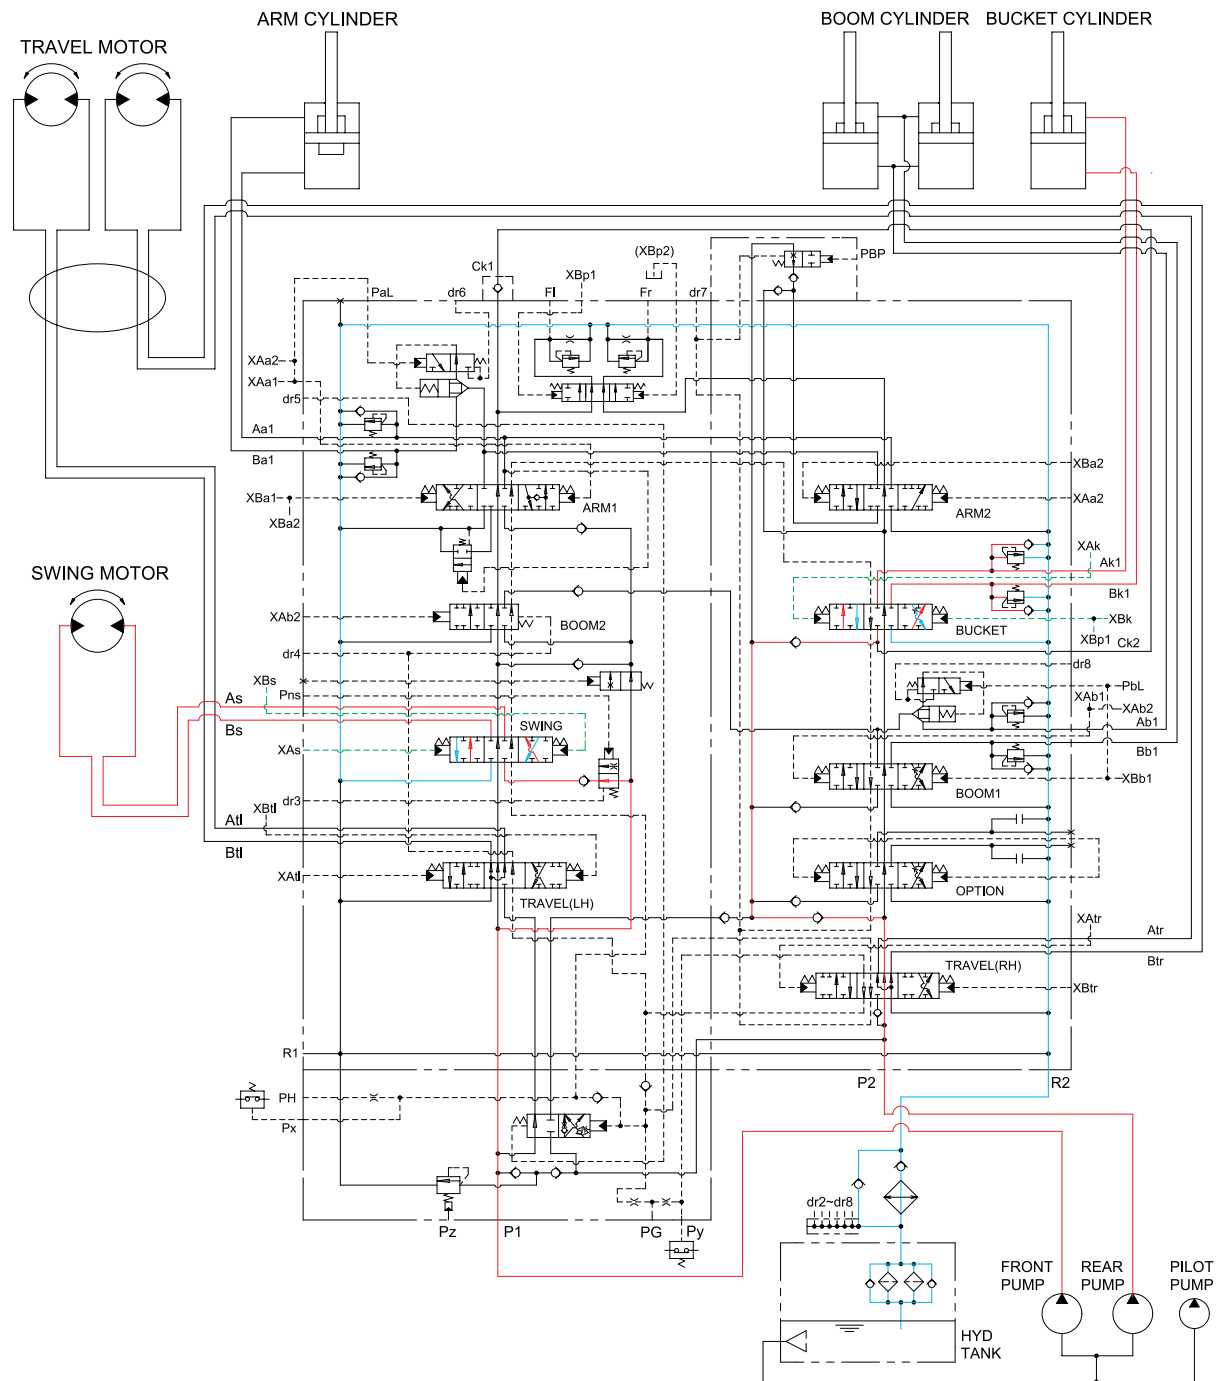 ARM CYLINDER
BOOM CYLINDER
BUCKET CYLINDER
TRAVEL MOTOR
PaL
dr6
Ck1
Fl
XBp1
(XBp2)
Fr
dr7
PBP
XAa2
XAa1
dr5
Aa1
Ba1
XBa1
XBa2
ARM1
XBa2
XAa2
ARM2
XAk
Ak1
Bk1
SWING MOTOR
XAb2
BOOM2
BUCKET
XBk
XBp1
Ck2
dr4
dr8
XBs
Pns
PbL
XAb1
XAb2
Ab1
As
Bs
SWING
Bb1
XAs
BOOM1
XBb1
dr3
XBtl
Atl
Btl
XAtl
TRAVEL(LH)
OPTION
XAtr
Atr
Btr
TRAVEL(RH)
XBtr
R1
P2
R2
PH
Px
dr2~dr8
Pz
P1
PG
Py
FRONT
PUMP
REAR
PUMP
PILOT
PUMP
HYD
TANK